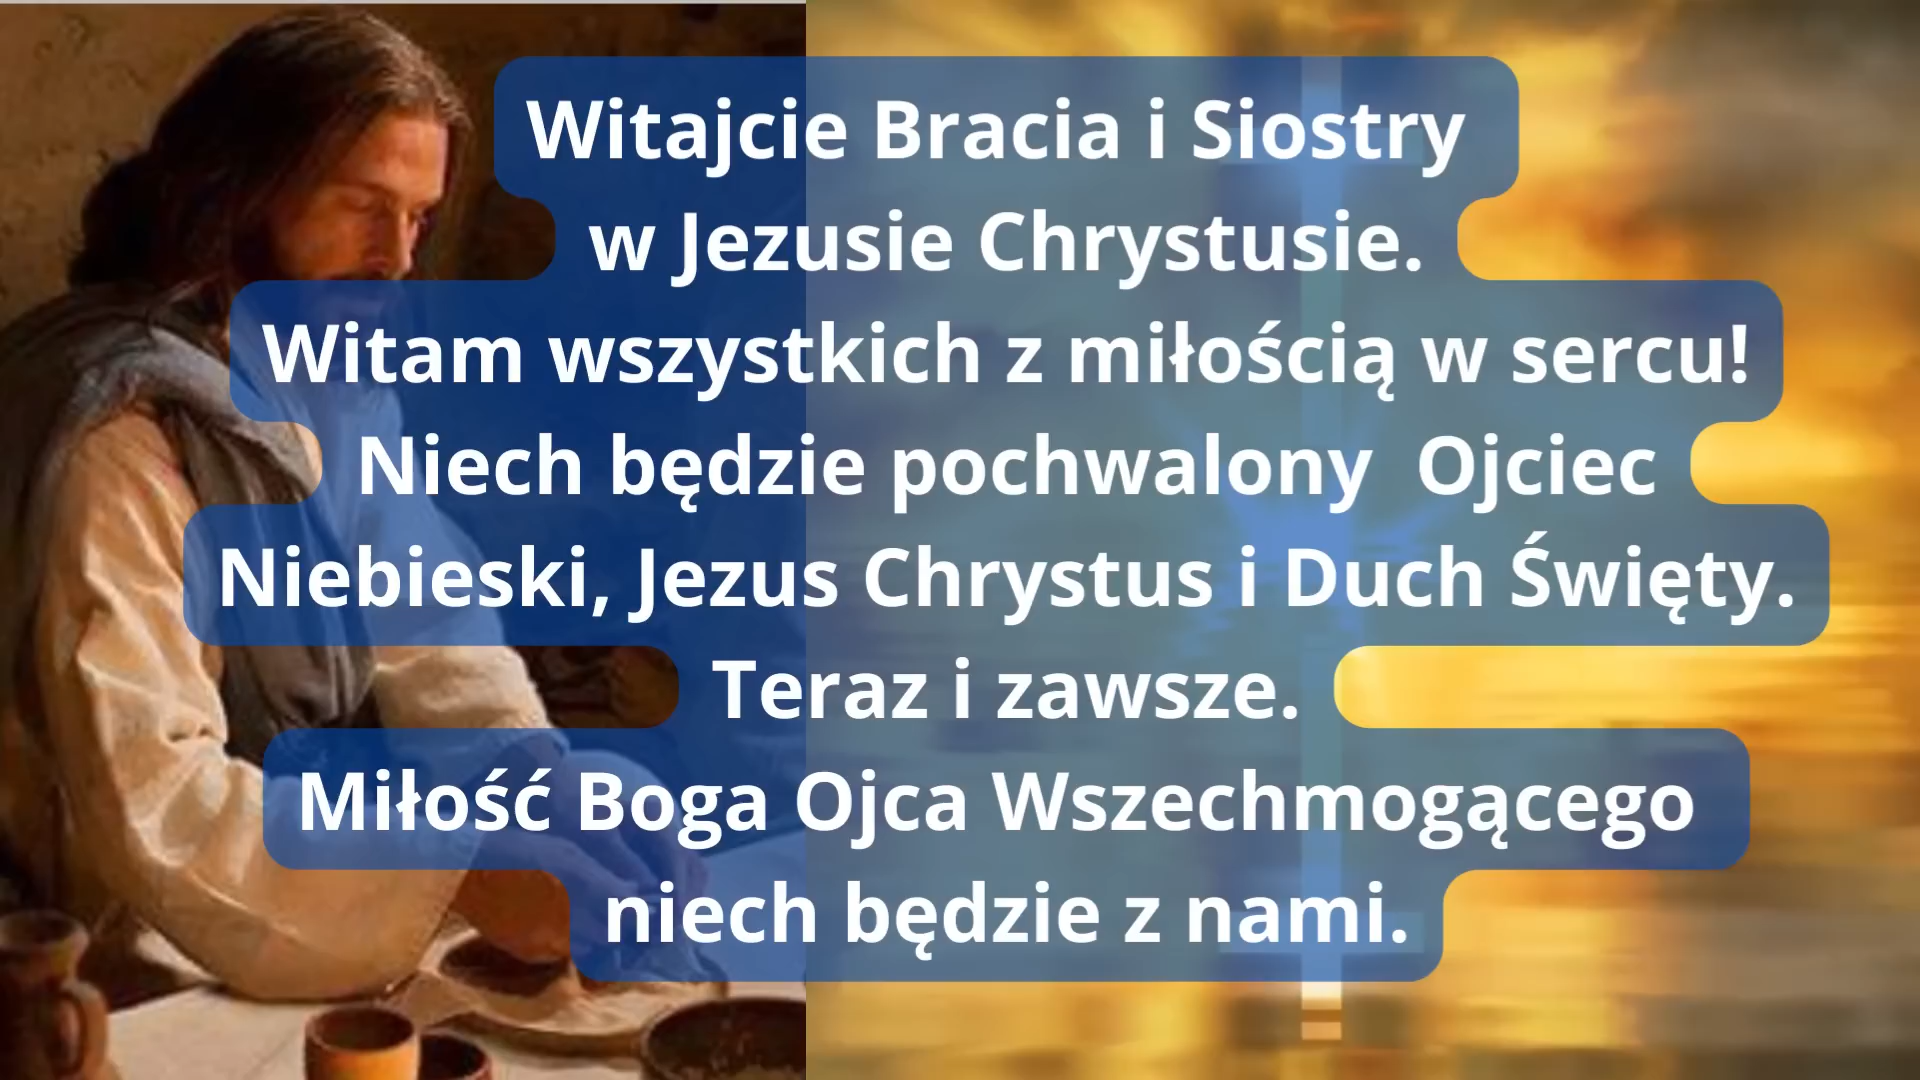 Witajcie Bracia i Siostry
w Jezusie Chrystusie.
Witam wszystkich z miłością w sercu!
Niech będzie pochwalony  Ojciec
Niebieski, Jezus Chrystus i Duch Święty.
Teraz i zawsze.
Miłość Boga Ojca Wszechmogącego
niech będzie z nami.